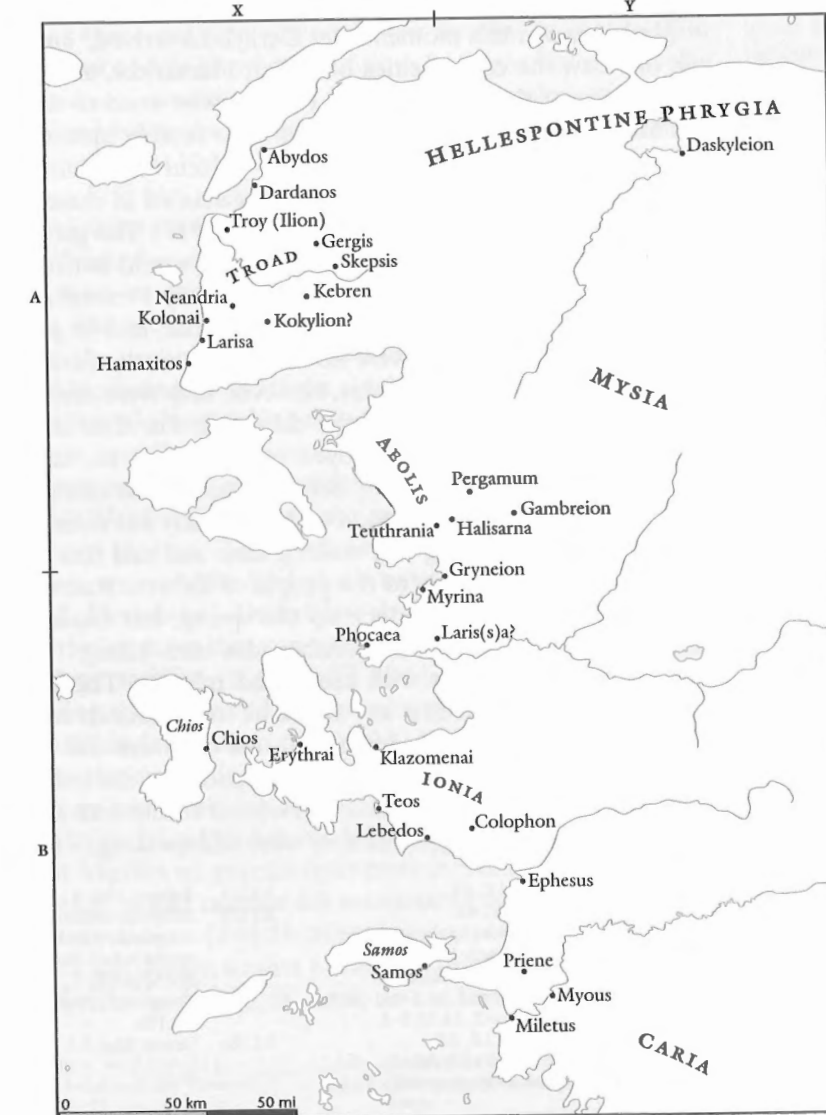 X
Y
HELLESPONTINE PHRYGIA
Daskyleion
Abydos
Dardanos
Troy (Ilion)
Gergis
TROAD
Skepsis
A
Neandria
Kebren
Kolonai
Kokylion?
Larisa
Hamaxitos
MYSIA
AEOLIS
Pergamum
Gambreion
Teuthrania
Halisarna
Gryneion
Myrina
Phocaea
Laris(s)a?
Chios
Chios
Erythrai
Klazomenai
IONIA
Teos
Colophon
Lebedos
B
Ephesus
Samos
Samos
Priene
Myous
Miletus
CARIA
0
50 km
50 mi